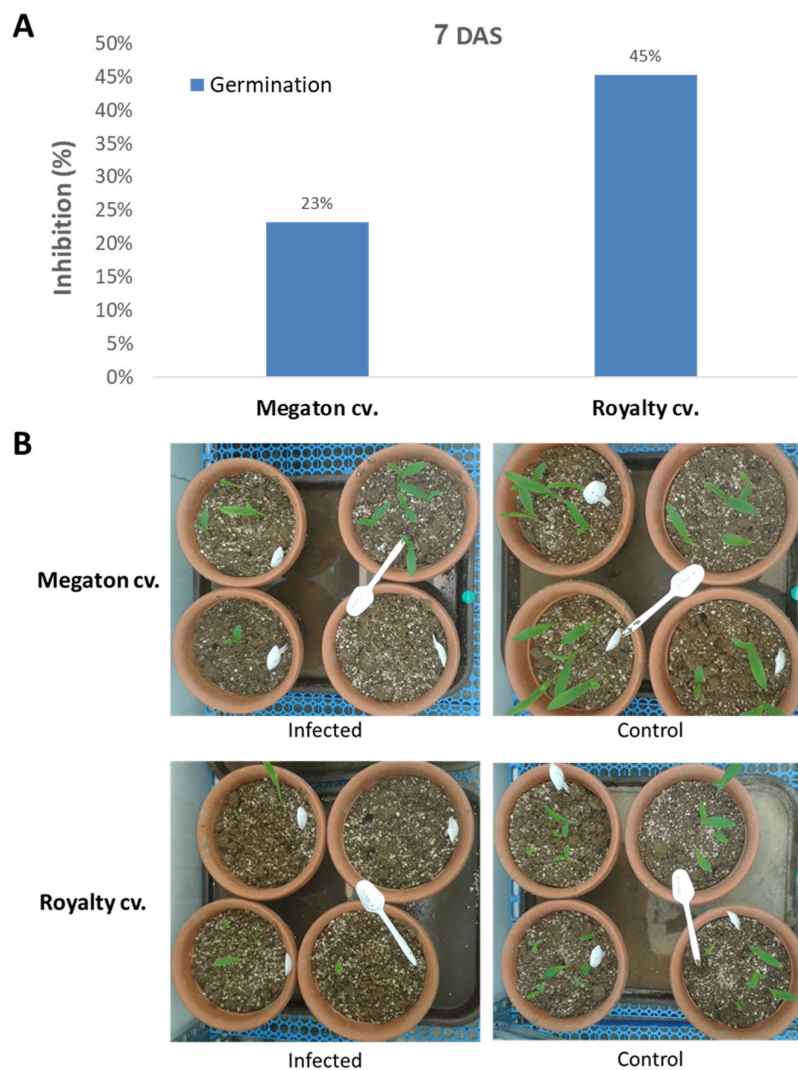 A
7 DAS
50%
45%
40%
35%
30%
25%
20%
15%
10%
5%
0%
Inhibition (%)
Germination
23%
45%
Megaton cv.
Royalty cv.
B
Megaton cv.
Infected
Control
Royalty cv.
Infected
Control